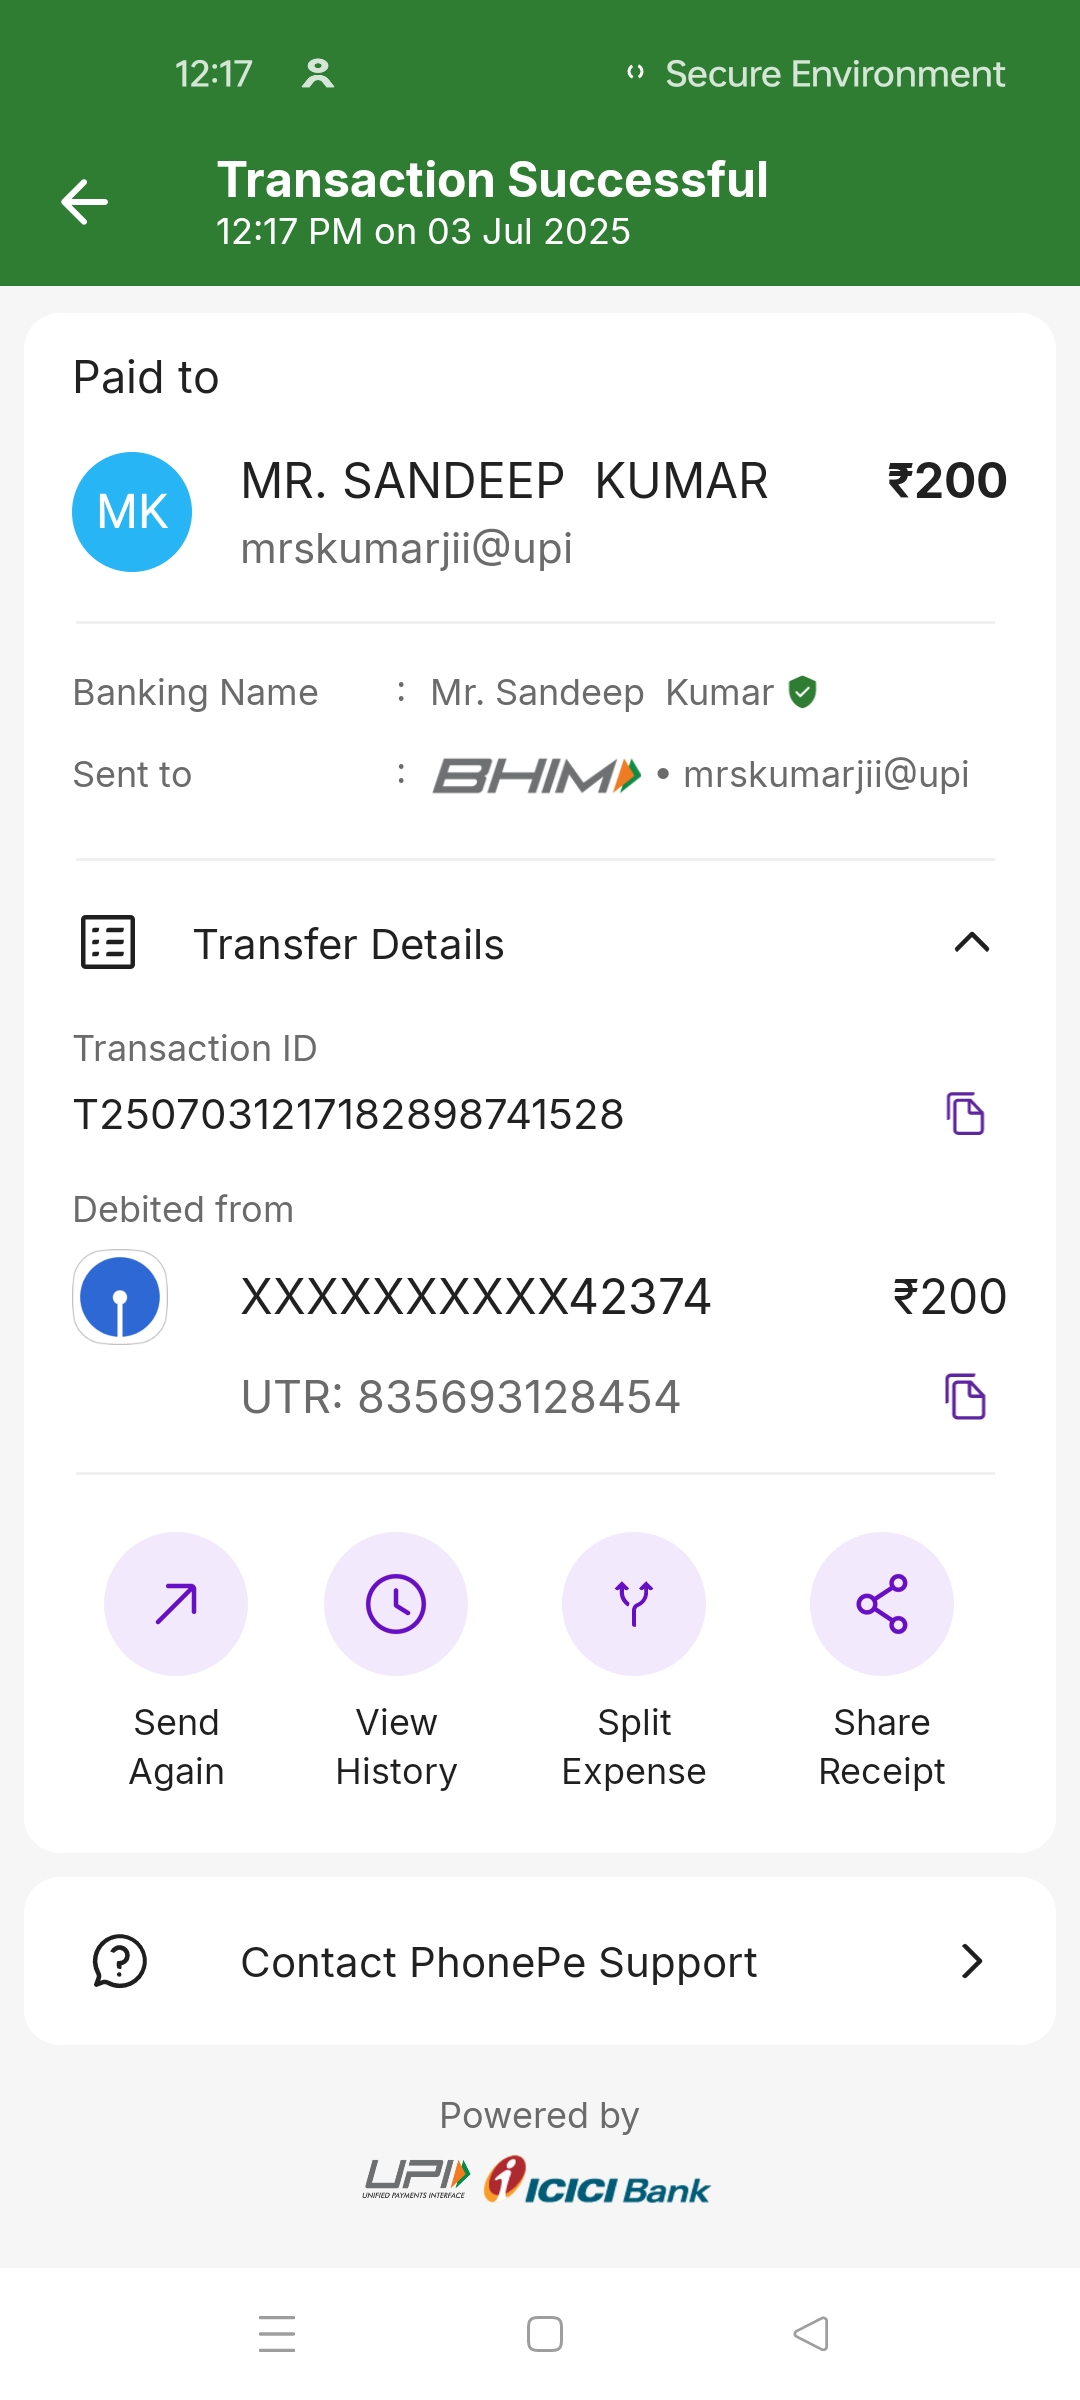 12:17 Secure Environment
Transaction Successful
12:17 PM on 03 Jul 2025
Paid to
MK MR. SANDEEP  KUMAR ₹200
mrskumarjii@upi
Banking Name : Mr. Sandeep  Kumar
Sent to : BHIM • mrskumarjii@upi
Transfer Details
Transaction ID
T2507031217182898741528
Debited from
XXXXXXXXXX42374 ₹200
UTR: 835693128454
Send Again
View History
Split Expense
Share Receipt
Contact PhonePe Support
Powered by
UPI ICICI Bank
UNIFIED PAYMENTS INTERFACE